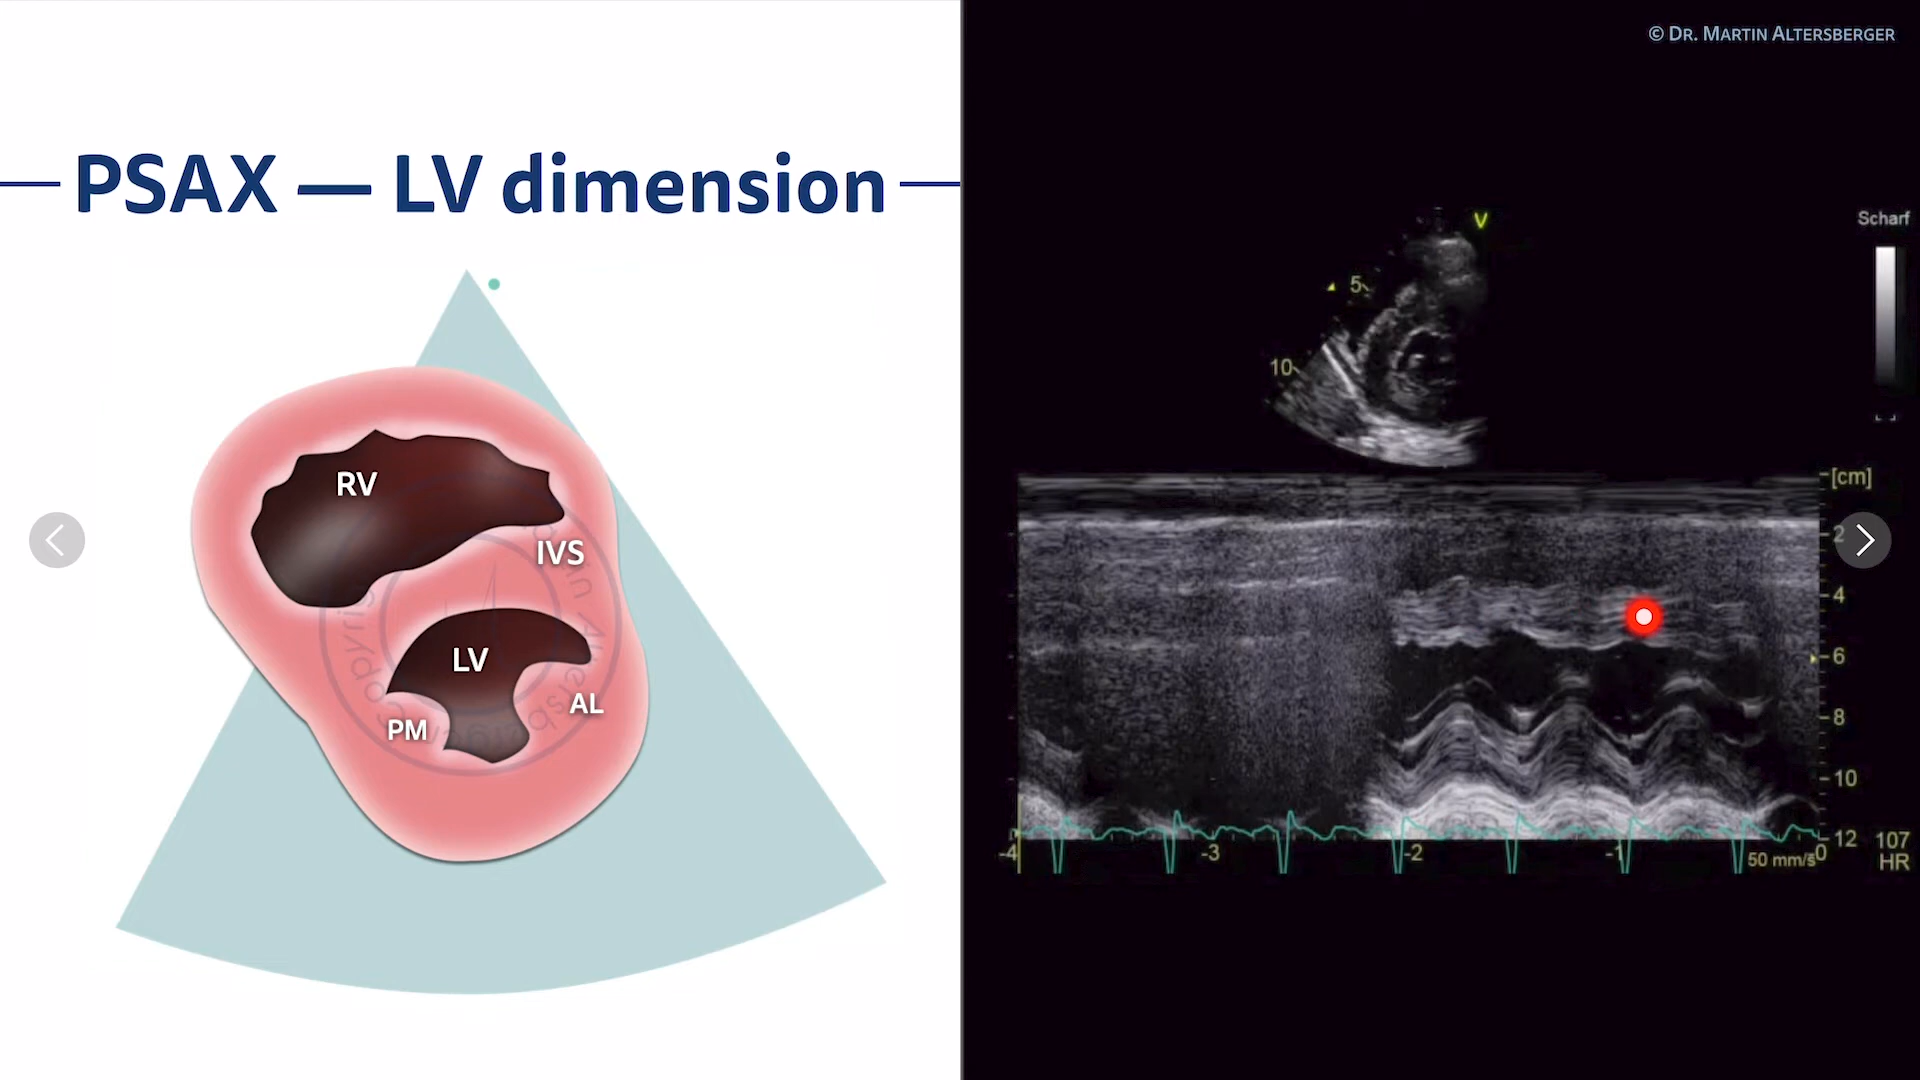 © DR. MARTIN ALTERSBERGER
PSAX — LV dimension
RV
IVS
LV
AL
PM
V
Scharf
5
10
[cm]
2
4
6
8
10
12
-4
-3
-2
-1
0
50 mm/s
107
HR